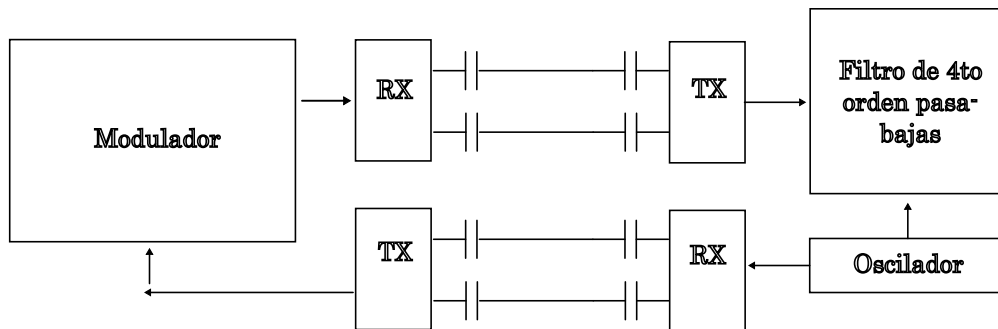 Modulador
RX
TX
Filtro de 4to
orden pasa-
bajas
TX
RX
Oscilador